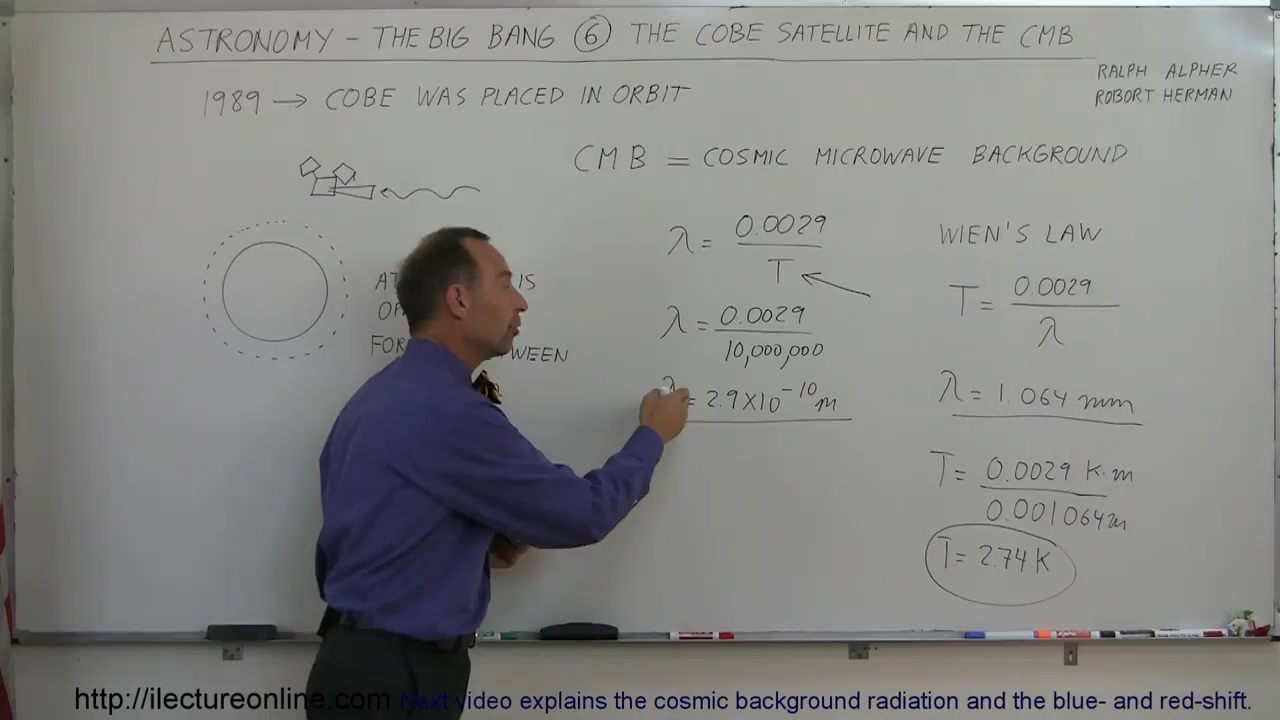 ASTRONOMY – THE BIG BANG ⑥ THE COBE SATELLITE AND THE CMB
RALPH ALPHER
ROBORT HERMAN
1989 → COBE WAS PLACED IN ORBIT
CMB = COSMIC MICROWAVE BACKGROUND
IS
FOR
WEEN
λ = 0.0029 / T
λ = 0.0029 / 10,000,000
λ = 2.9 X 10⁻¹⁰ m
WIEN'S LAW
T = 0.0029 / λ
λ = 1.064 mm
T = 0.0029 K·m / 0.001064 m
T = 2.74 K
http://ilectureonline.com Next video explains the cosmic background radiation and the blue- and red-shift.